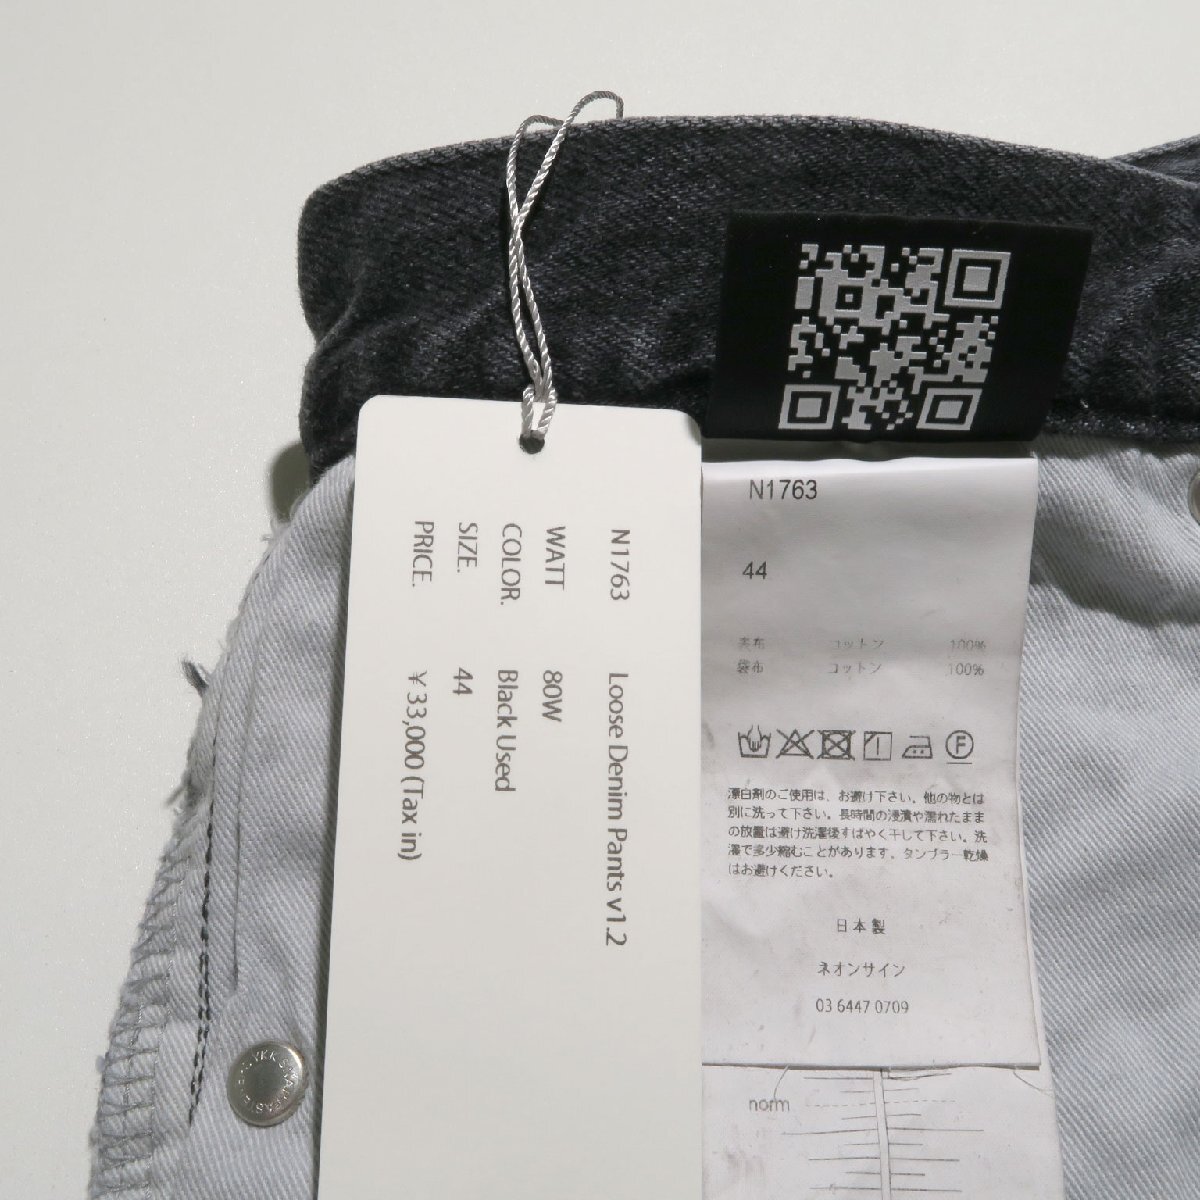 N1763 Loose Denim Pants v1.2
WATT 80W
COLOR. Black Used
SIZE. 44
PRICE. ¥33,000 (Tax in)
N1763
44
表布 コットン 100%
袋布 コットン 100%
F
漂白剤のご使用は、お避け下さい。他の物とは
別に洗って下さい。長時間の浸漬や濡れたまま
の放置は避け洗濯後すばやく干して下さい。洗
濯で多少縮むことがあります。タンブラー乾燥
はお避けください。
日本製
ネオンサイン
03 6447 0709
norm
YKK